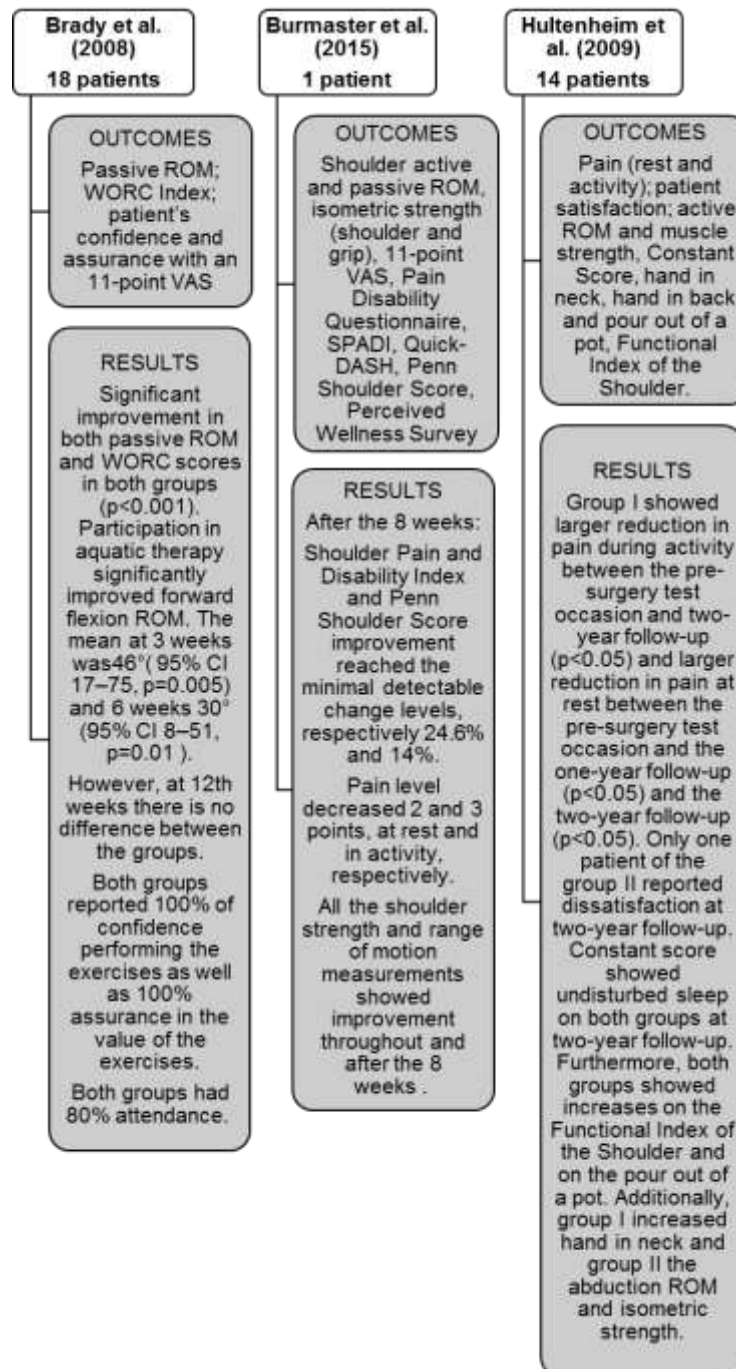 Brady et al.
(2008)
18 patients
OUTCOMES
Passive ROM;
WORC Index;
patient's
confidence and
assurance with an
11-point VAS
RESULTS
Significant
improvement in
both passive ROM
and WORC scores
in both groups
(p<0.001).
Participation in
aquatic therapy
significantly
improved forward
flexion ROM. The
mean at 3 weeks
was46°( 95% CI
17–75, p=0.005)
and 6 weeks 30°
(95% CI 8–51,
p=0.01 ).
However, at 12th
weeks there is no
difference between
the groups.
Both groups
reported 100% of
confidence
performing the
exercises as well
as 100%
assurance in the
value of the
exercises.
Both groups had
80% attendance.
Burmaster et al.
(2015)
1 patient
OUTCOMES
Shoulder active
and passive ROM,
isometric strength
(shoulder and
grip), 11-point
VAS, Pain
Disability
Questionnaire,
SPADI, Quick-
DASH, Penn
Shoulder Score,
Perceived
Wellness Survey
RESULTS
After the 8 weeks:
Shoulder Pain and
Disability Index
and Penn
Shoulder Score
improvement
reached the
minimal detectable
change levels,
respectively 24.6%
and 14%.
Pain level
decreased 2 and 3
points, at rest and
in activity,
respectively.
All the shoulder
strength and range
of motion
measurements
showed
improvement
throughout and
after the 8
weeks .
Hultenheim et
al. (2009)
14 patients
OUTCOMES
Pain (rest and
activity); patient
satisfaction; active
ROM and muscle
strength, Constant
Score, hand in
neck, hand in back
and pour out of a
pot, Functional
Index of the
Shoulder.
RESULTS
Group I showed
larger reduction in
pain during activity
between the pre-
surgery test
occasion and two-
year follow-up
(p<0.05) and larger
reduction in pain at
rest between the
pre-surgery test
occasion and the
one-year follow-up
(p<0.05) and the
two-year follow-up
(p<0.05). Only one
patient of the
group II reported
dissatisfaction at
two-year follow-up.
Constant score
showed
undisturbed sleep
on both groups at
two-year follow-up.
Furthermore, both
groups showed
increases on the
Functional Index of
the Shoulder and
on the pour out of
a pot. Additionally,
group I increased
hand in neck and
group II the
abduction ROM
and isometric
strength.